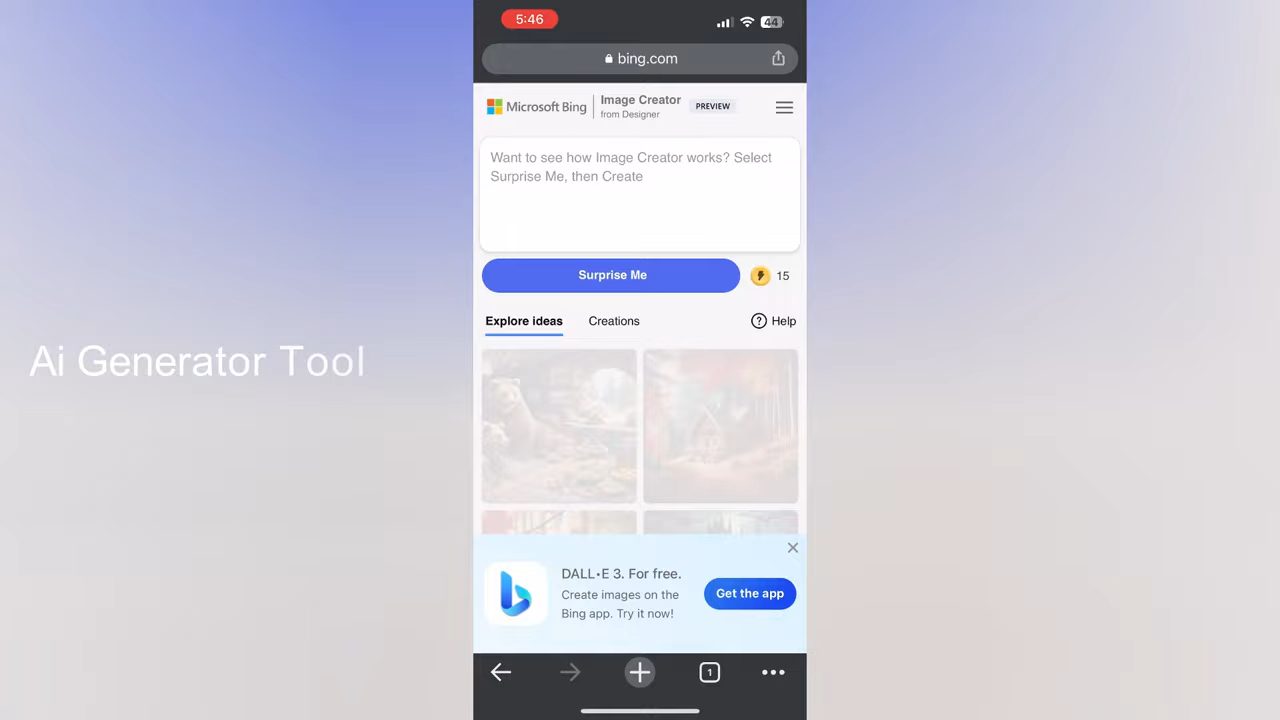 5:46
44
bing.com
Microsoft Bing
Image Creator
from Designer
PREVIEW
Want to see how Image Creator works? Select
Surprise Me, then Create
Surprise Me
15
Explore ideas
Creations
? Help
Ai Generator Tool
DALL•E 3. For free.
Create images on the
Bing app. Try it now!
Get the app
1